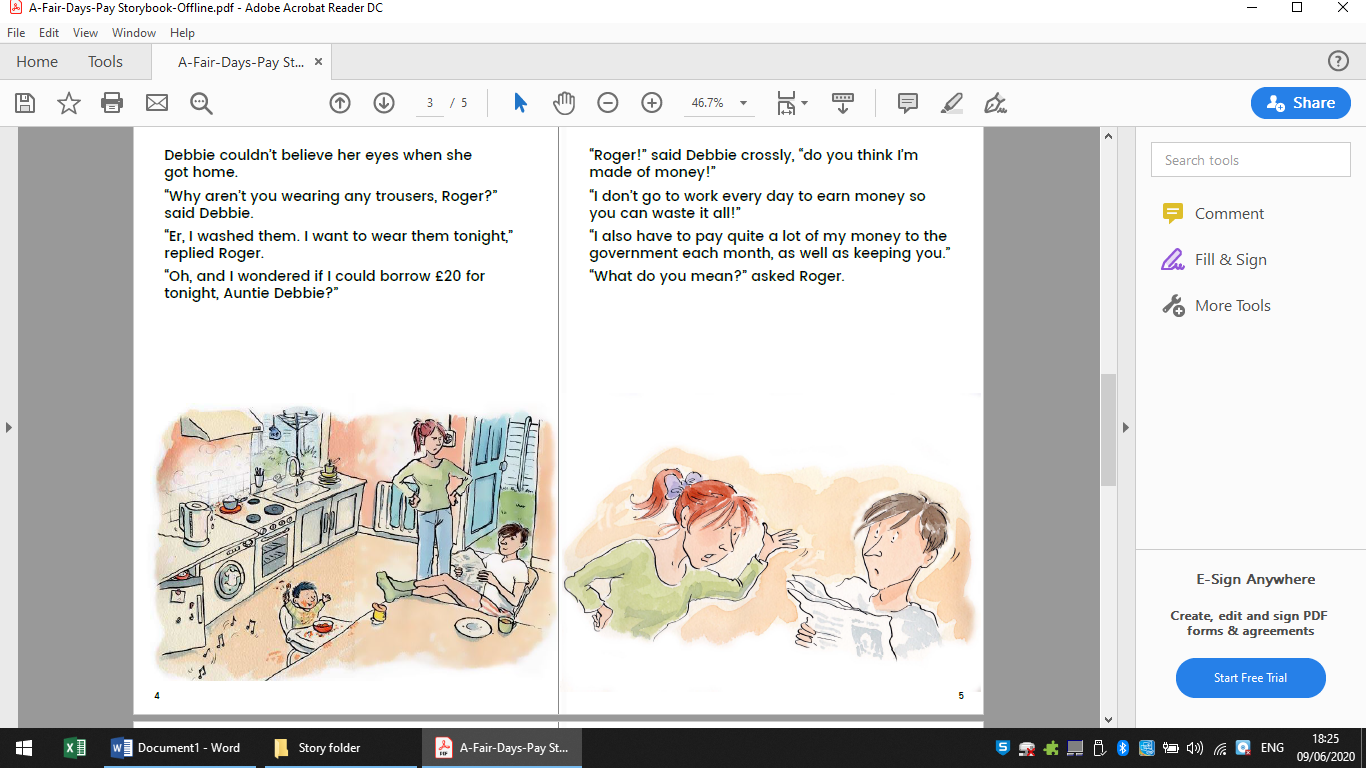 A-Fair-Days-Pay Storybook-Offline.pdf - Adobe Acrobat Reader DC
File Edit View Window Help
Home Tools A-Fair-Days-Pay St... ×
3 / 5 46.7% Share
Debbie couldn’t believe her eyes when she
got home.
“Why aren’t you wearing any trousers, Roger?”
said Debbie.
“Er, I washed them. I want to wear them tonight,”
replied Roger.
“Oh, and I wondered if I could borrow £20 for
tonight, Auntie Debbie?”
4
“Roger!” said Debbie crossly, “do you think I’m
made of money!”
“I don’t go to work every day to earn money so
you can waste it all!”
“I also have to pay quite a lot of my money to the
government each month, as well as keeping you.”
“What do you mean?” asked Roger.
5
Search tools
Comment
Fill & Sign
More Tools
E-Sign Anywhere
Create, edit and sign PDF
forms & agreements
Start Free Trial
Document1 - Word
Story folder
A-Fair-Days-Pay St...
ENG
18:25
09/06/2020